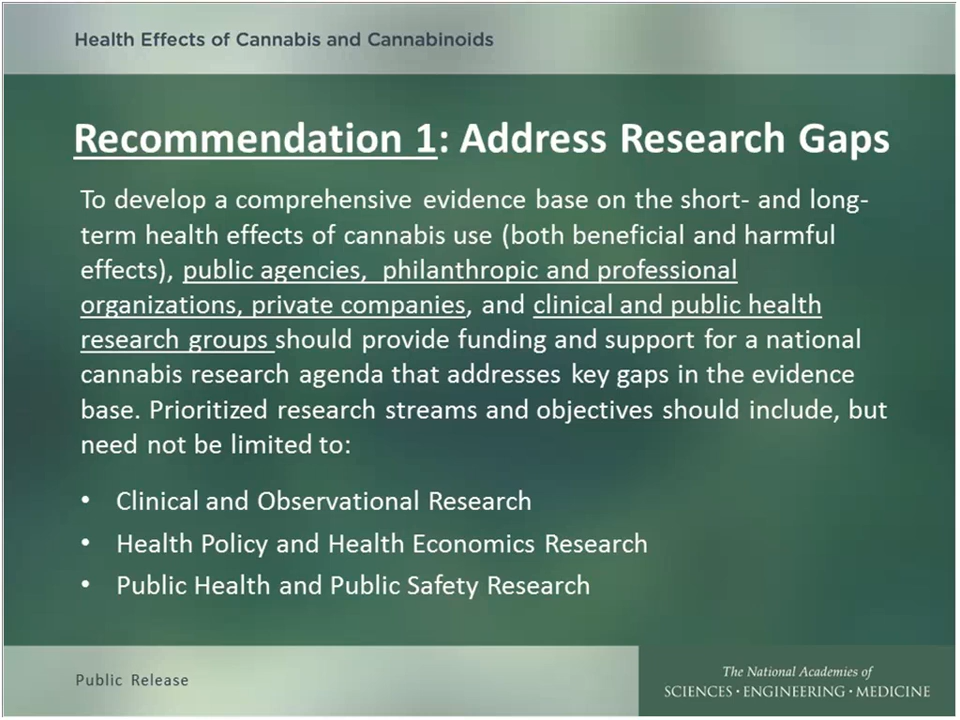 Health Effects of Cannabis and Cannabinoids
Recommendation 1: Address Research Gaps
To develop a comprehensive evidence base on the short- and long-
term health effects of cannabis use (both beneficial and harmful
effects), public agencies, philanthropic and professional
organizations, private companies, and clinical and public health
research groups should provide funding and support for a national
cannabis research agenda that addresses key gaps in the evidence
base. Prioritized research streams and objectives should include, but
need not be limited to:
• Clinical and Observational Research
• Health Policy and Health Economics Research
• Public Health and Public Safety Research
Public Release
The National Academies of
SCIENCES • ENGINEERING • MEDICINE